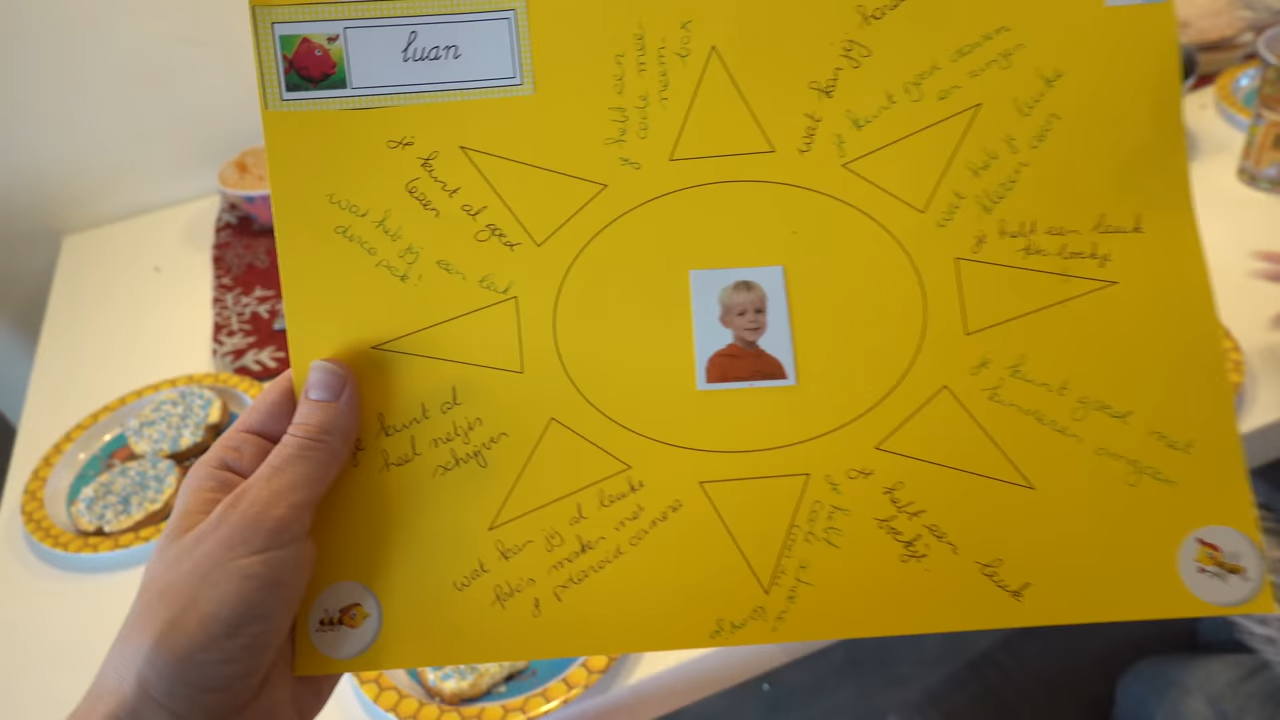 luan
je hebt een
coole mee-
neem-
box
wat kan jij hard
je kunt goed
en zingen
wat heb je leuke
kleren aan
je hebt een leuk
je kunt al goed
lezen
wat heb jij een leuk
disco pak!
je kunt al
heel netjes
schrijven
wat kan jij al leuke
foto's maken met
je polaroid camera
je hebt een leuk
boekje.
je kunt goed met
kinderen omgaan
je hebt